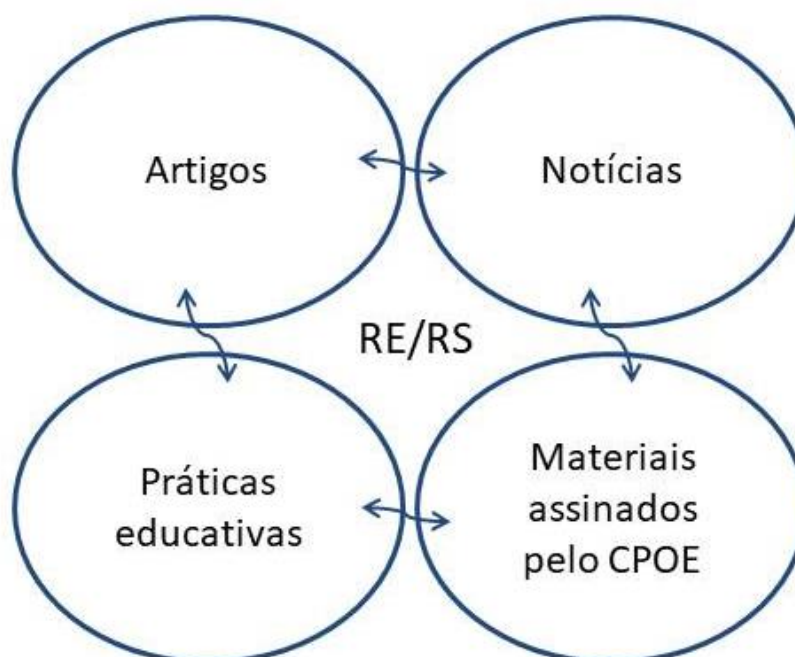 Artigos
Notícias
RE/RS
Práticas
educativas
Materiais
assinados
pelo CPOE